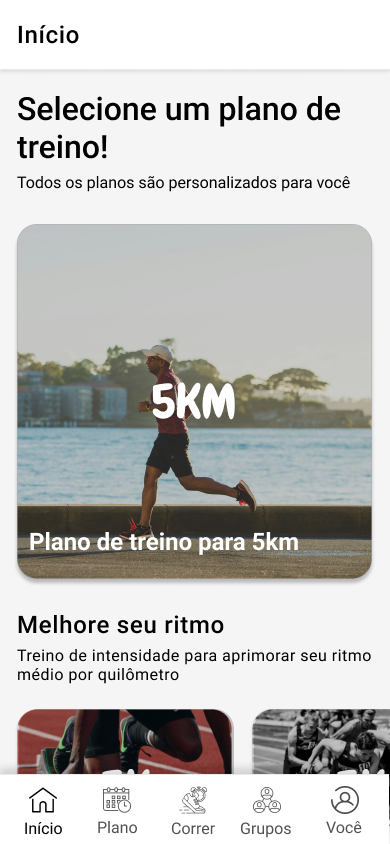 Início
Selecione um plano de
treino!
Todos os planos são personalizados para você
5KM
Plano de treino para 5km
Melhore seu ritmo
Treino de intensidade para aprimorar seu ritmo
médio por quilômetro
Início
Plano
Correr
Grupos
Você